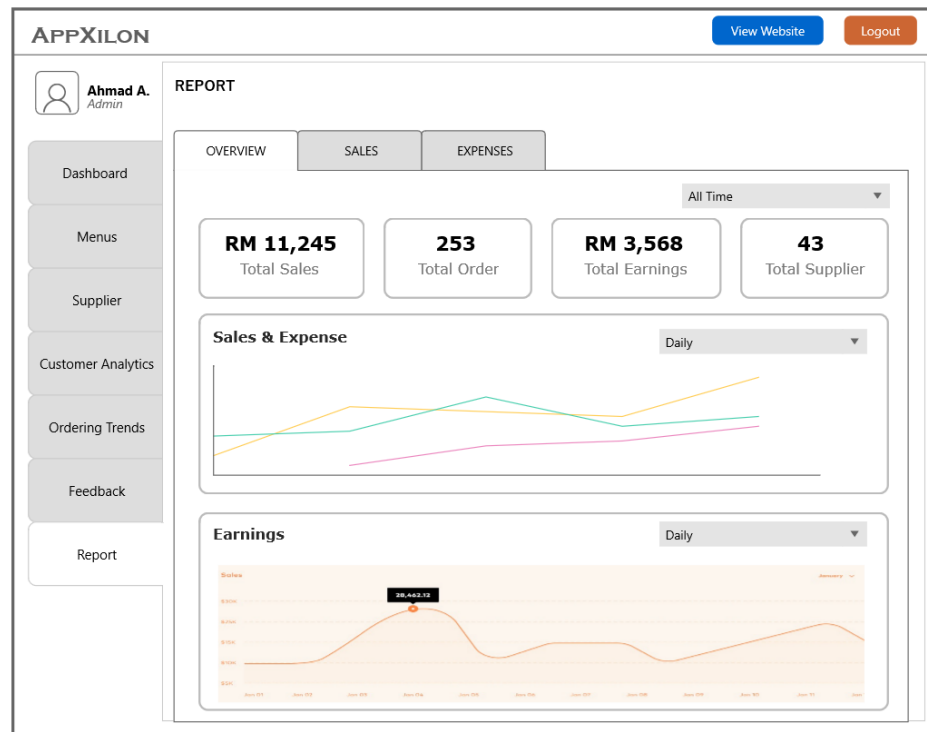 APPXILON
View Website
Logout
Ahmad A.
Admin
REPORT
OVERVIEW
SALES
EXPENSES
Dashboard
Menus
Supplier
Customer Analytics
Ordering Trends
Feedback
Report
All Time
RM 11,245
Total Sales
253
Total Order
RM 3,568
Total Earnings
43
Total Supplier
Sales & Expense
Daily
Earnings
Daily
Sales
January
28,462.12